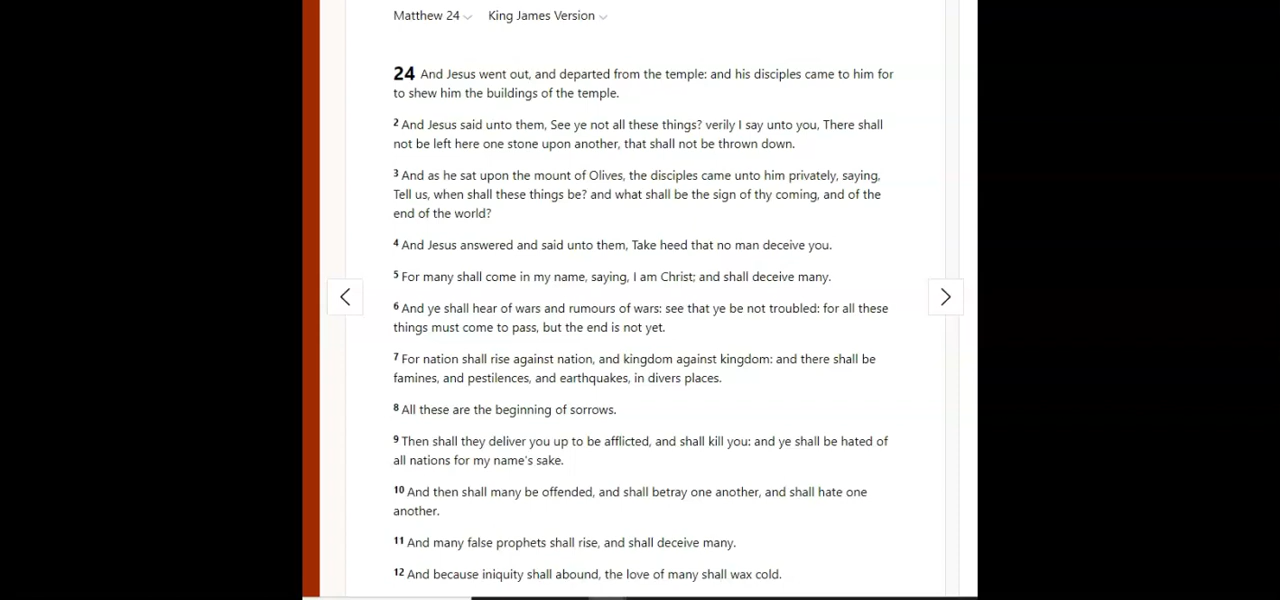 Matthew 24 King James Version
24 And Jesus went out, and departed from the temple: and his disciples came to him for
to shew him the buildings of the temple.
2 And Jesus said unto them, See ye not all these things? verily I say unto you, There shall
not be left here one stone upon another, that shall not be thrown down.
3 And as he sat upon the mount of Olives, the disciples came unto him privately, saying,
Tell us, when shall these things be? and what shall be the sign of thy coming, and of the
end of the world?
4 And Jesus answered and said unto them, Take heed that no man deceive you.
5 For many shall come in my name, saying, I am Christ; and shall deceive many.
6 And ye shall hear of wars and rumours of wars: see that ye be not troubled: for all these
things must come to pass, but the end is not yet.
7 For nation shall rise against nation, and kingdom against kingdom: and there shall be
famines, and pestilences, and earthquakes, in divers places.
8 All these are the beginning of sorrows.
9 Then shall they deliver you up to be afflicted, and shall kill you: and ye shall be hated of
all nations for my name's sake.
10 And then shall many be offended, and shall betray one another, and shall hate one
another.
11 And many false prophets shall rise, and shall deceive many.
12 And because iniquity shall abound, the love of many shall wax cold.